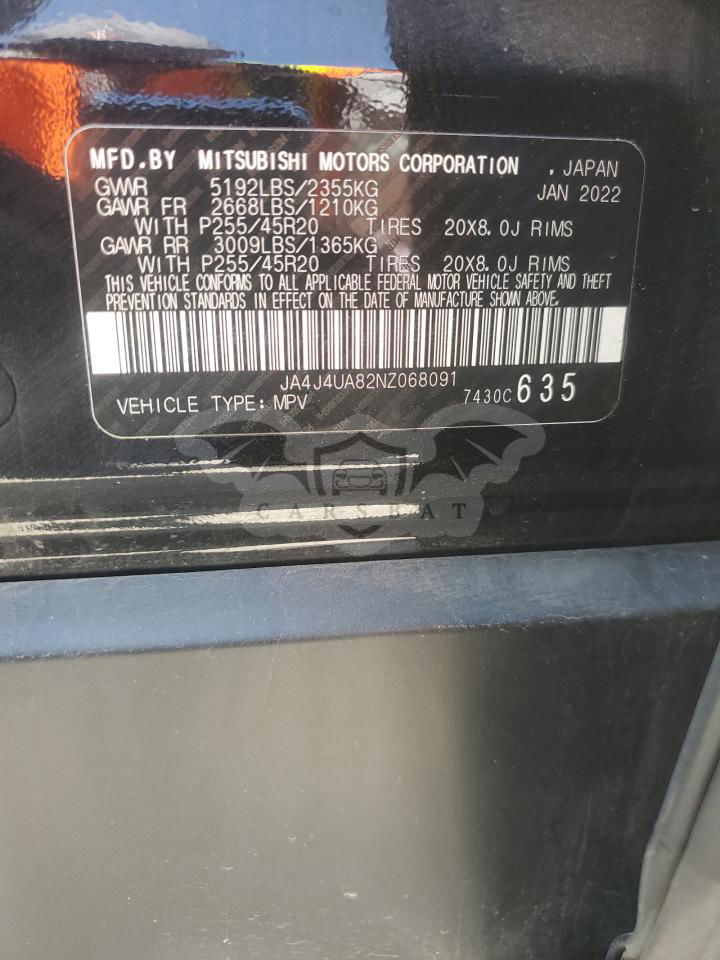 MFD.BY MITSUBISHI MOTORS CORPORATION , JAPAN
GVWR 5192LBS/2355KG JAN 2022
GAWR FR 2668LBS/1210KG
WITH P255/45R20 TIRES 20X8.0J RIMS
GAWR RR 3009LBS/1365KG
WITH P255/45R20 TIRES 20X8.0J RIMS
THIS VEHICLE CONFORMS TO ALL APPLICABLE FEDERAL MOTOR VEHICLE SAFETY AND THEFT
PREVENTION STANDARDS IN EFFECT ON THE DATE OF MANUFACTURE SHOWN ABOVE.
JA4J4UA82NZ068091
VEHICLE TYPE: MPV 7430C 635
CARSBAT